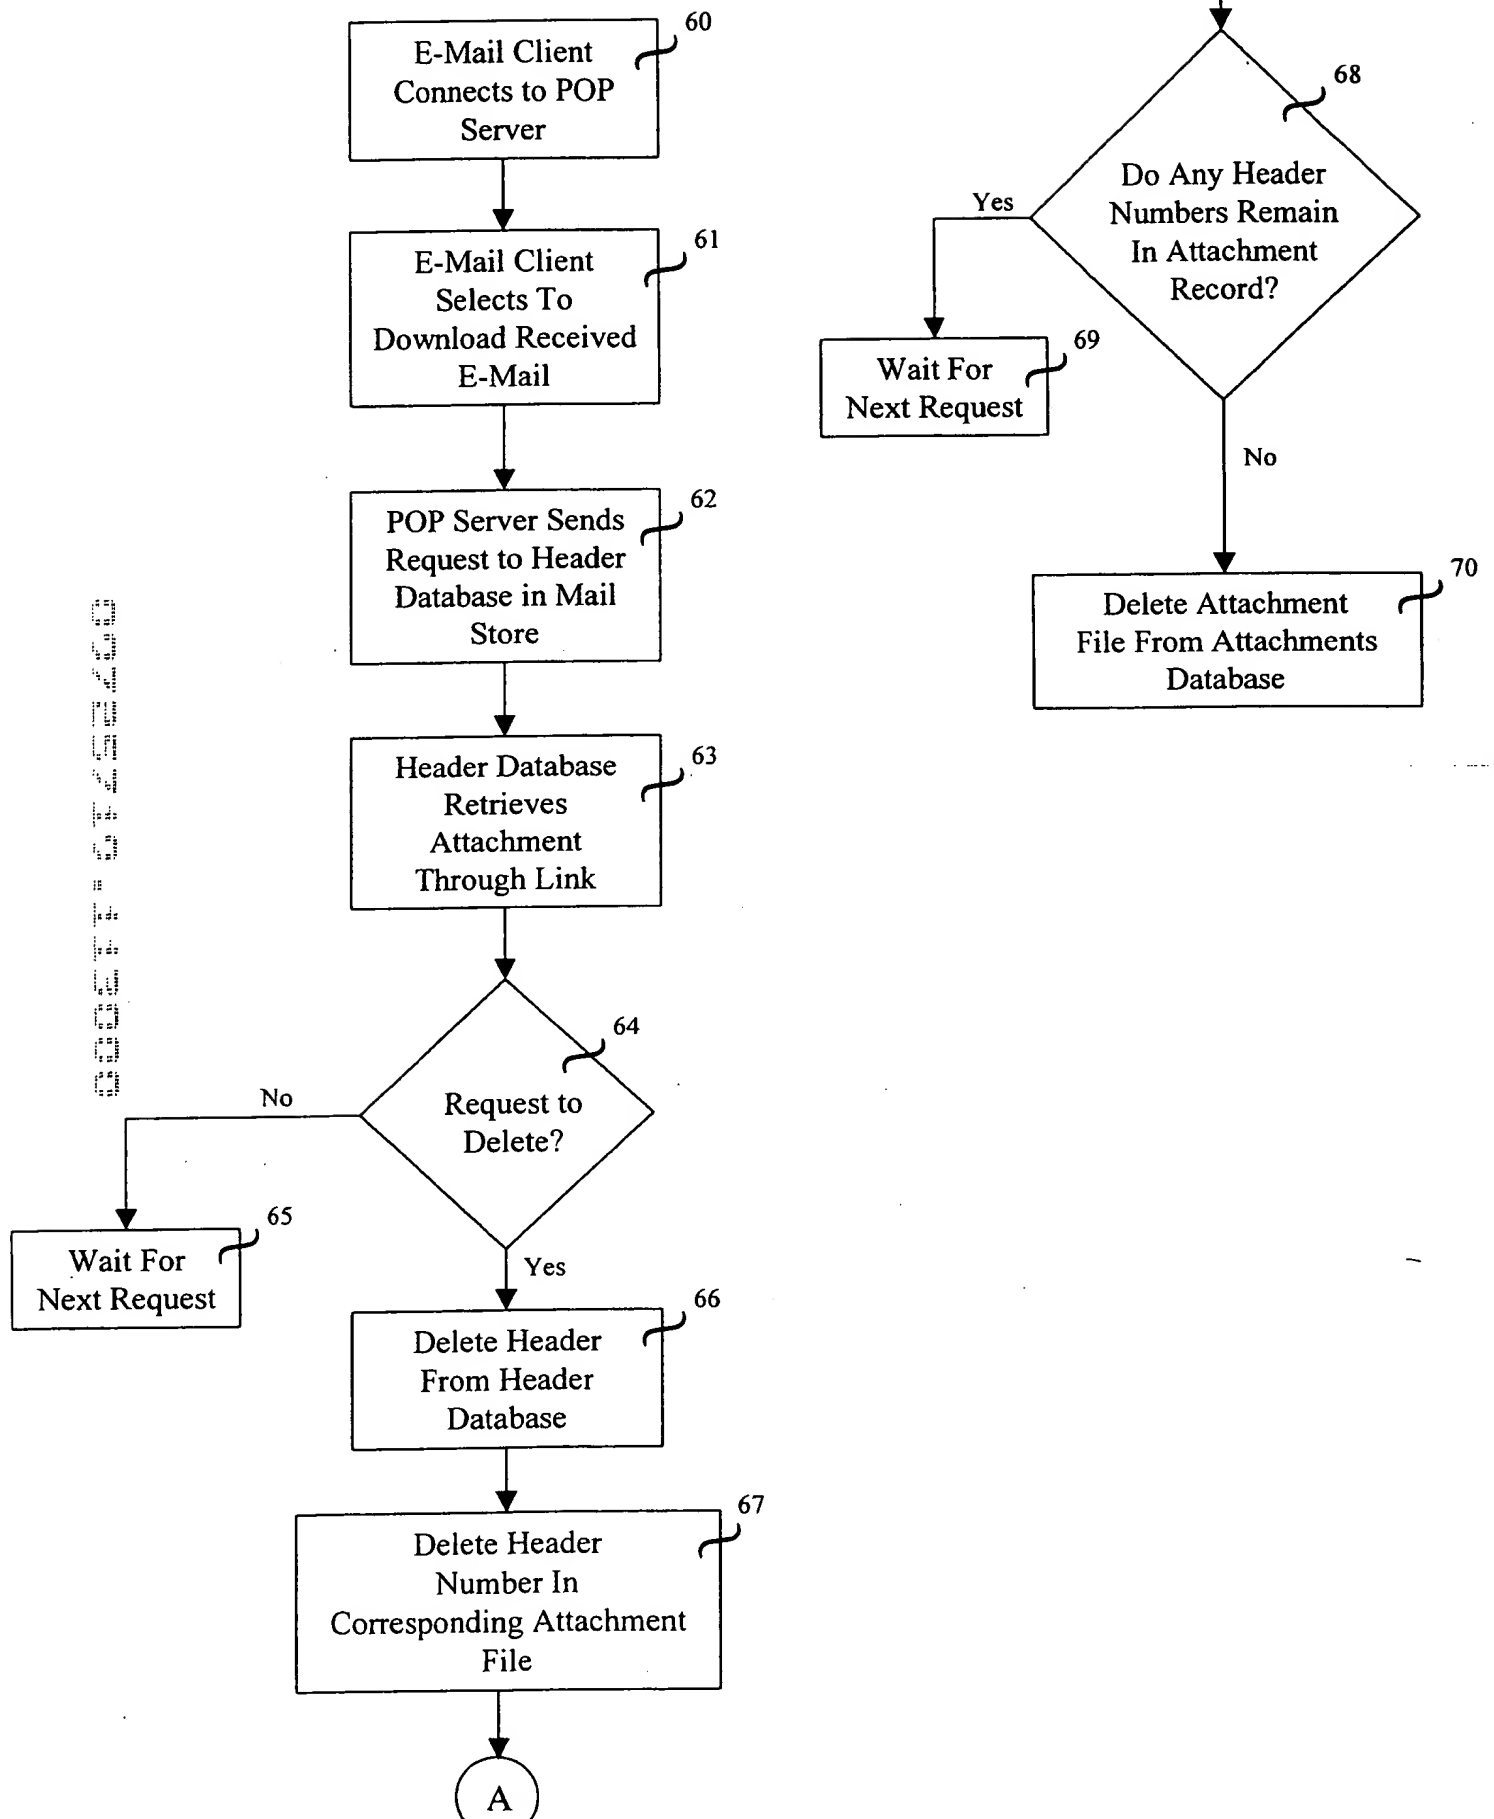 60
E-Mail Client
Connects to POP
Server
61
E-Mail Client
Selects To
Download Received
E-Mail
62
POP Server Sends
Request to Header
Database in Mail
Store
63
Header Database
Retrieves
Attachment
Through Link
64
Request to
Delete?
No
65
Wait For
Next Request
Yes
66
Delete Header
From Header
Database
67
Delete Header
Number In
Corresponding Attachment
File
A
68
Do Any Header
Numbers Remain
In Attachment
Record?
Yes
69
Wait For
Next Request
No
70
Delete Attachment
File From Attachments
Database